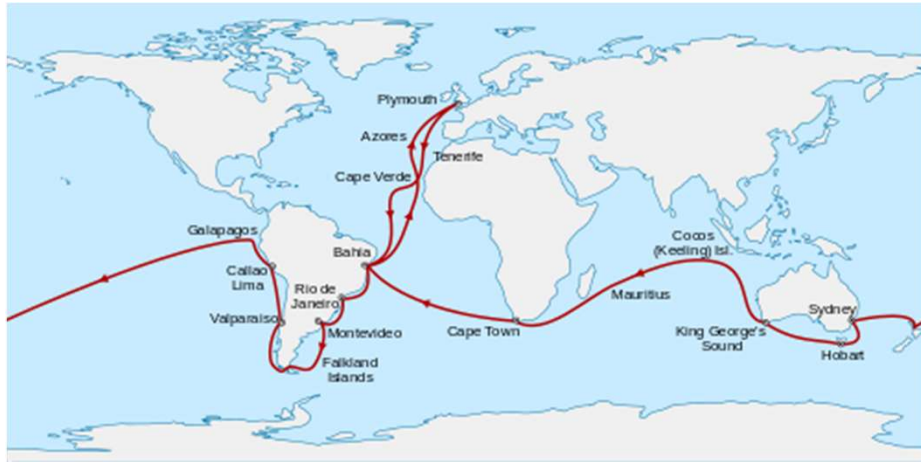 Plymouth
Azores
Tenerife
Cape Verde
Galapagos
Bahia
Cocos
(Keeling) Isl.
Callao
Lima
Rio de
Janeiro
Mauritius
Valparaiso
Montevideo
Cape Town
King George's
Sound
Sydney
Hobart
Falkland
Islands